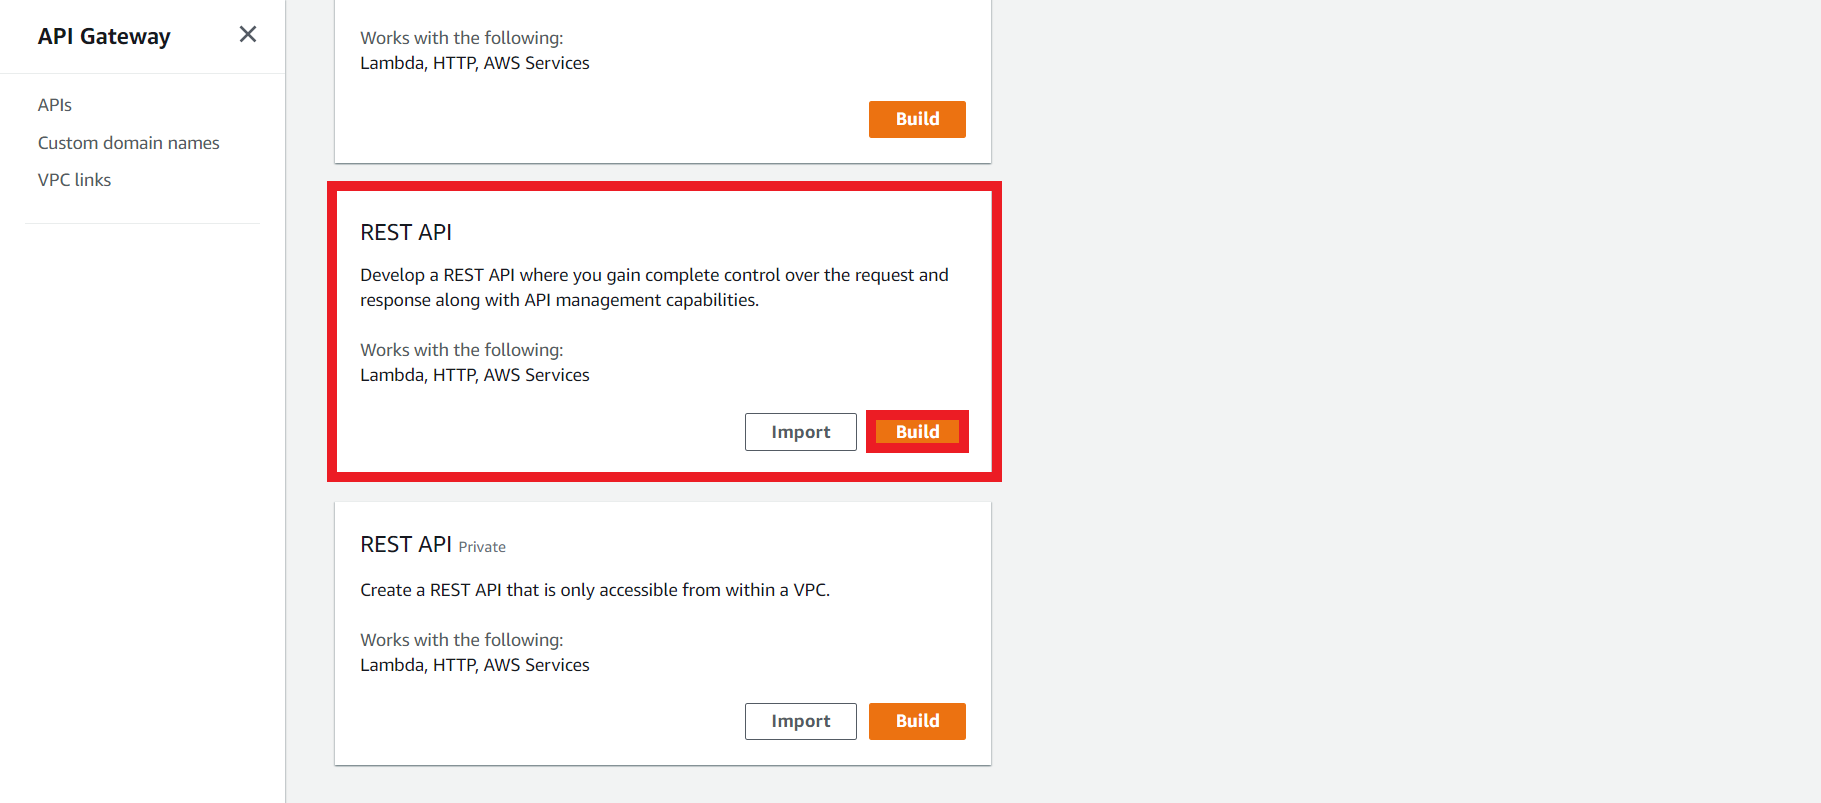 API Gateway
APIs
Custom domain names
VPC links
Works with the following:
Lambda, HTTP, AWS Services
Build
REST API
Develop a REST API where you gain complete control over the request and
response along with API management capabilities.
Works with the following:
Lambda, HTTP, AWS Services
Import Build
REST API Private
Create a REST API that is only accessible from within a VPC.
Works with the following:
Lambda, HTTP, AWS Services
Import Build